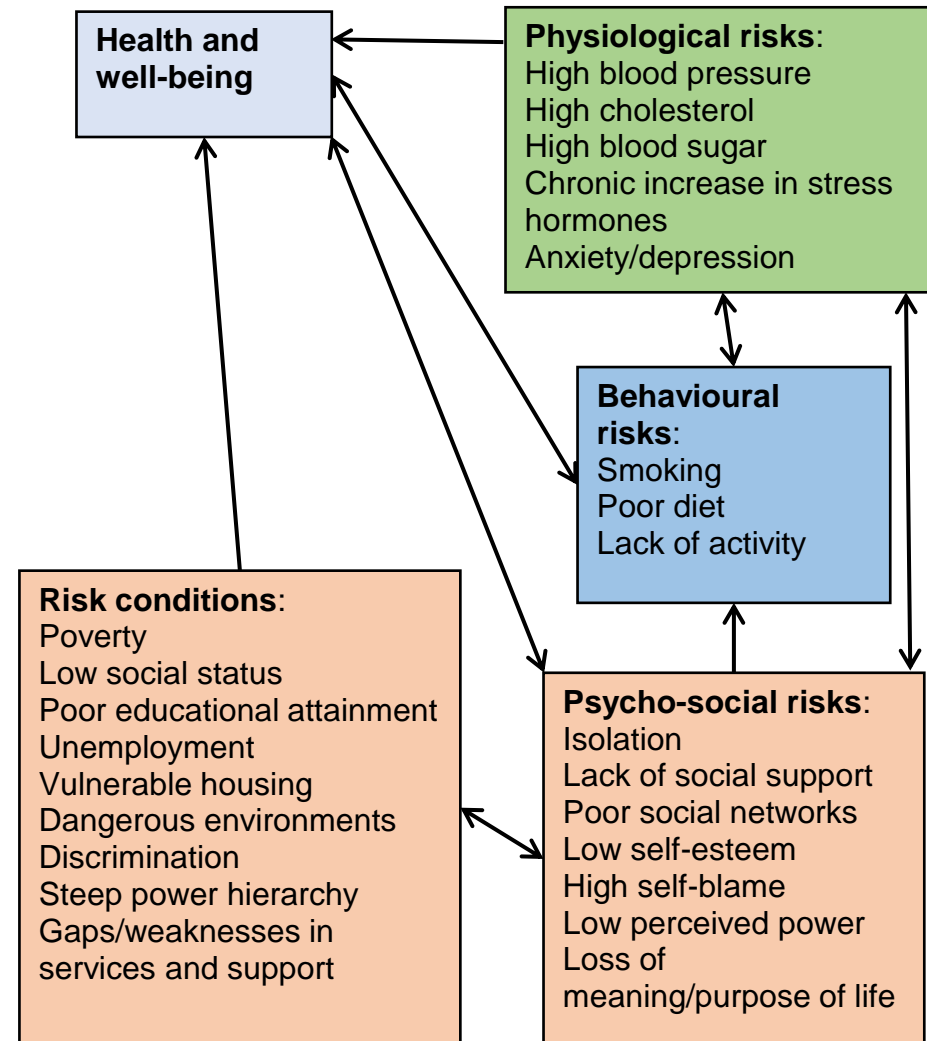 Health and
well-being
Physiological risks:
High blood pressure
High cholesterol
High blood sugar
Chronic increase in stress
hormones
Anxiety/depression
Behavioural
risks:
Smoking
Poor diet
Lack of activity
Risk conditions:
Poverty
Low social status
Poor educational attainment
Unemployment
Vulnerable housing
Dangerous environments
Discrimination
Steep power hierarchy
Gaps/weaknesses in
services and support
Psycho-social risks:
Isolation
Lack of social support
Poor social networks
Low self-esteem
High self-blame
Low perceived power
Loss of
meaning/purpose of life